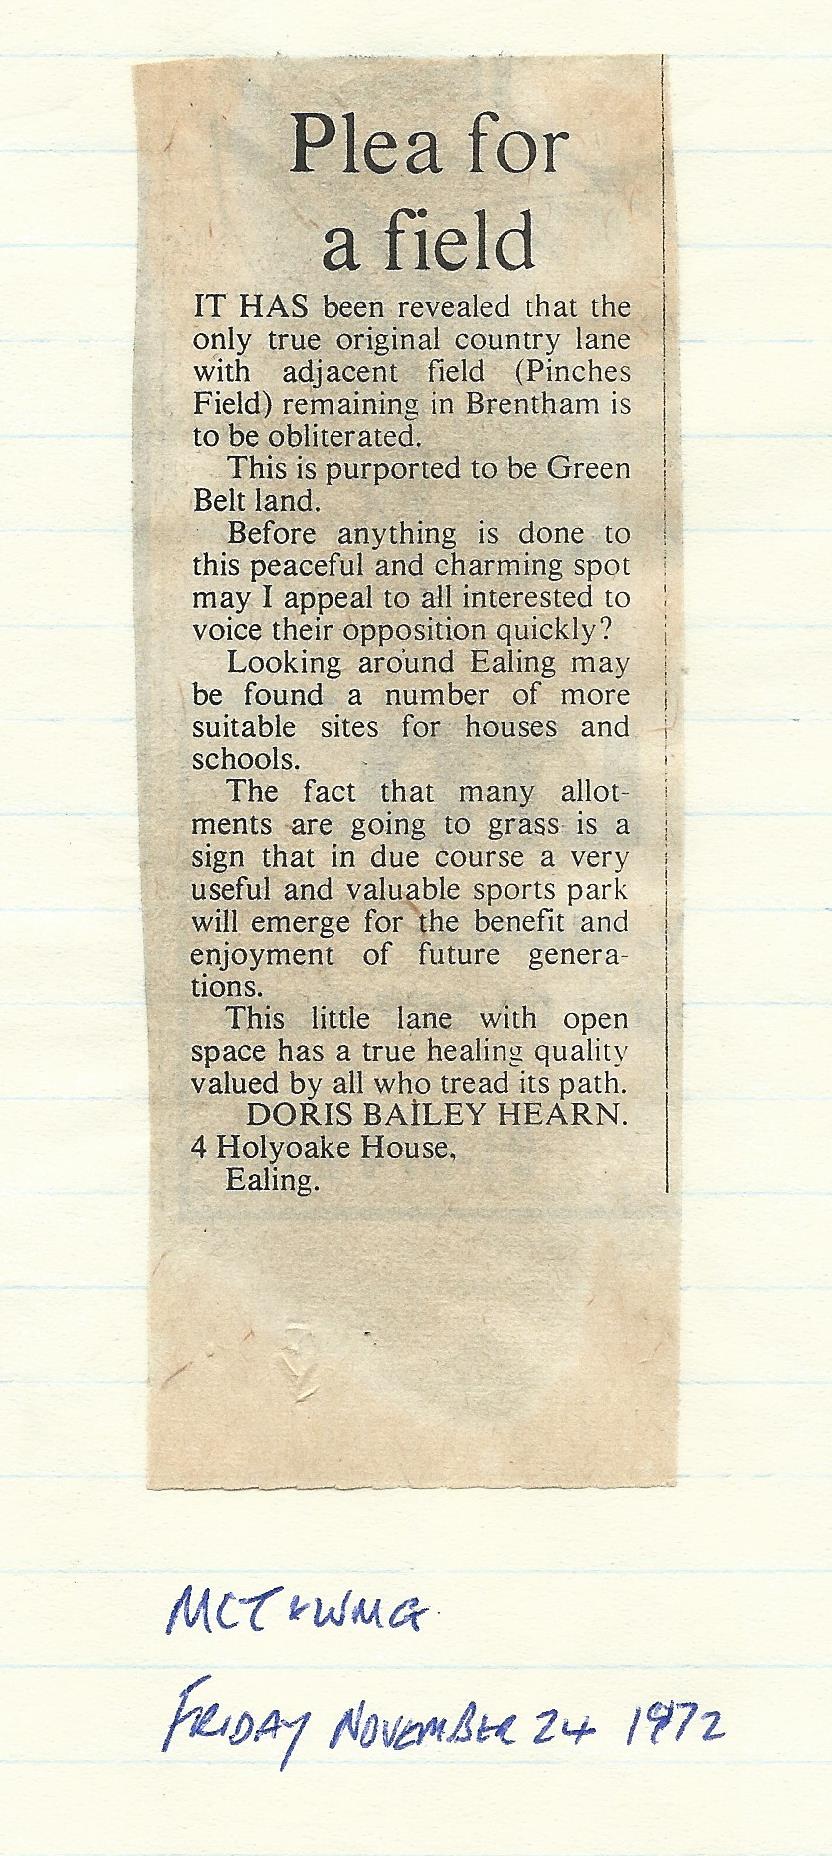 Plea for
a field
IT HAS been revealed that the
only true original country lane
with adjacent field (Pinches
Field) remaining in Brentham is
to be obliterated.
This is purported to be Green
Belt land.
Before anything is done to
this peaceful and charming spot
may I appeal to all interested to
voice their opposition quickly?
Looking around Ealing may
be found a number of more
suitable sites for houses and
schools.
The fact that many allot-
ments are going to grass is a
sign that in due course a very
useful and valuable sports park
will emerge for the benefit and
enjoyment of future genera-
tions.
This little lane with open
space has a true healing quality
valued by all who tread its path.
DORIS BAILEY HEARN.
4 Holyoake House,
Ealing.
MCT & WMG
FRIDAY NOVEMBER 24 1972